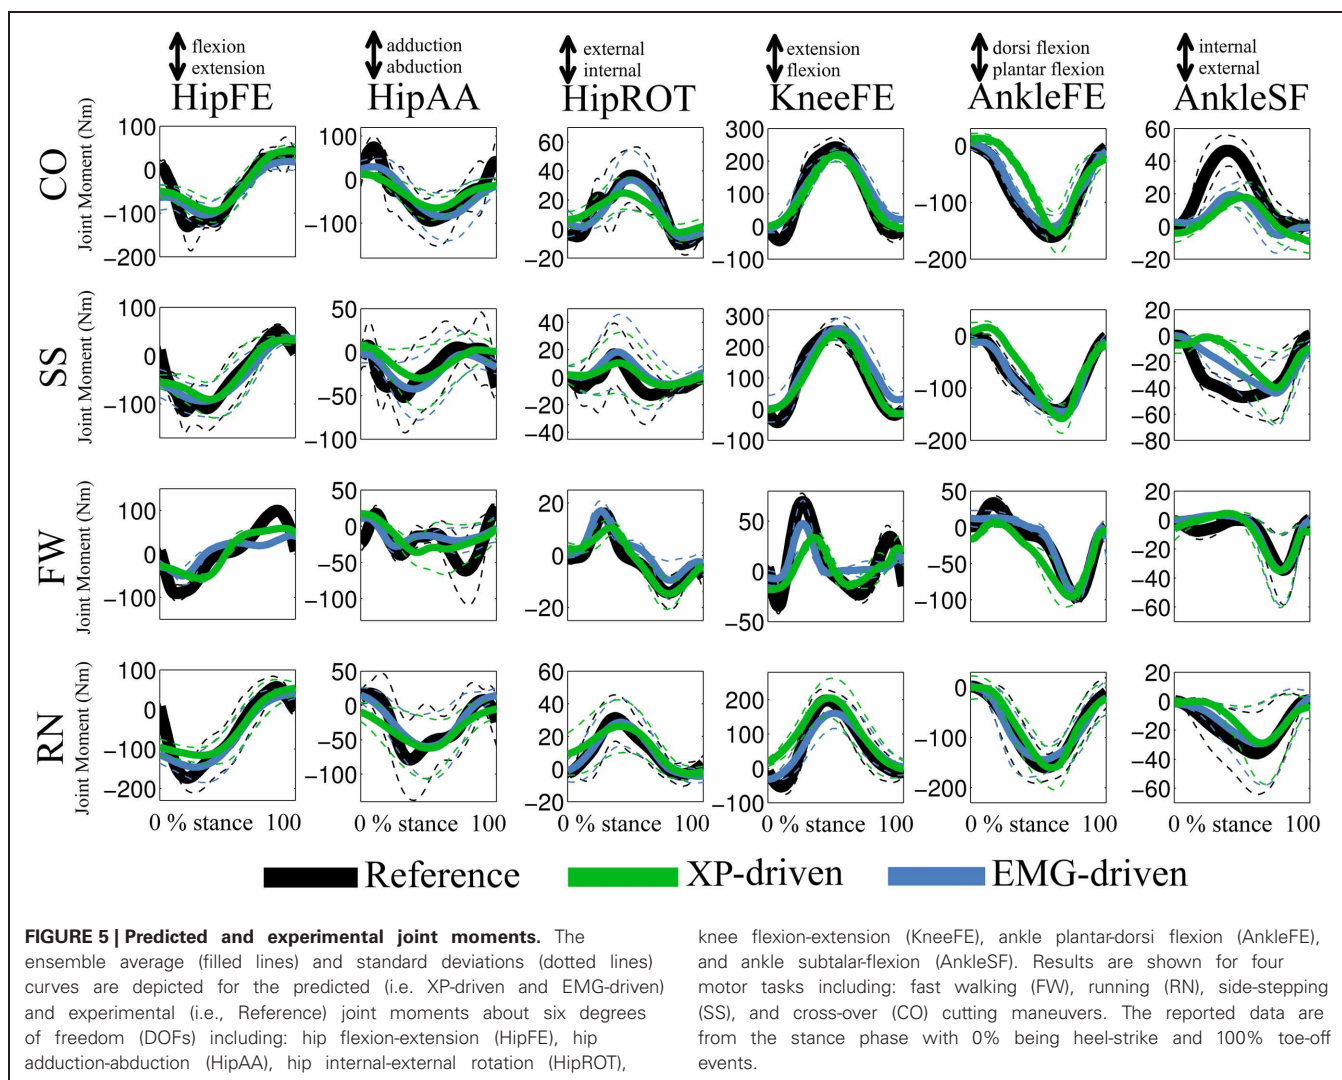 flexion
extension
HipFE
adduction
abduction
HipAA
external
internal
HipROT
extension
flexion
KneeFE
dorsi flexion
plantar flexion
AnkleFE
internal
external
AnkleSF
CO
Joint Moment (Nm)
100
0
−100
−200
100
0
−100
60
40
20
0
−20
300
200
100
0
−100
0
−100
−200
60
40
20
0
−20
SS
Joint Moment (Nm)
100
0
−100
50
0
−50
−100
40
20
0
−20
−40
300
200
100
0
−100
0
−100
−200
20
0
−20
−40
−60
−80
FW
Joint Moment (Nm)
100
0
−100
50
0
−50
−100
20
0
−20
50
0
−50
50
0
−50
−100
20
0
−20
−40
−60
RN
Joint Moment (Nm)
100
0
−100
−200
50
0
−50
−100
60
40
20
0
−20
200
100
0
−100
0
−100
−200
20
0
−20
−40
−60
0 % stance 100
0 % stance 100
0 % stance 100
0 % stance 100
0 % stance 100
0 % stance 100
Reference
XP-driven
EMG-driven
FIGURE 5 | Predicted and experimental joint moments. The
ensemble average (filled lines) and standard deviations (dotted lines)
curves are depicted for the predicted (i.e. XP-driven and EMG-driven)
and experimental (i.e., Reference) joint moments about six degrees
of freedom (DOFs) including: hip flexion-extension (HipFE), hip
adduction-abduction (HipAA), hip internal-external rotation (HipROT),
knee flexion-extension (KneeFE), ankle plantar-dorsi flexion (AnkleFE),
and ankle subtalar-flexion (AnkleSF). Results are shown for four
motor tasks including: fast walking (FW), running (RN), side-stepping
(SS), and cross-over (CO) cutting maneuvers. The reported data are
from the stance phase with 0% being heel-strike and 100% toe-off
events.